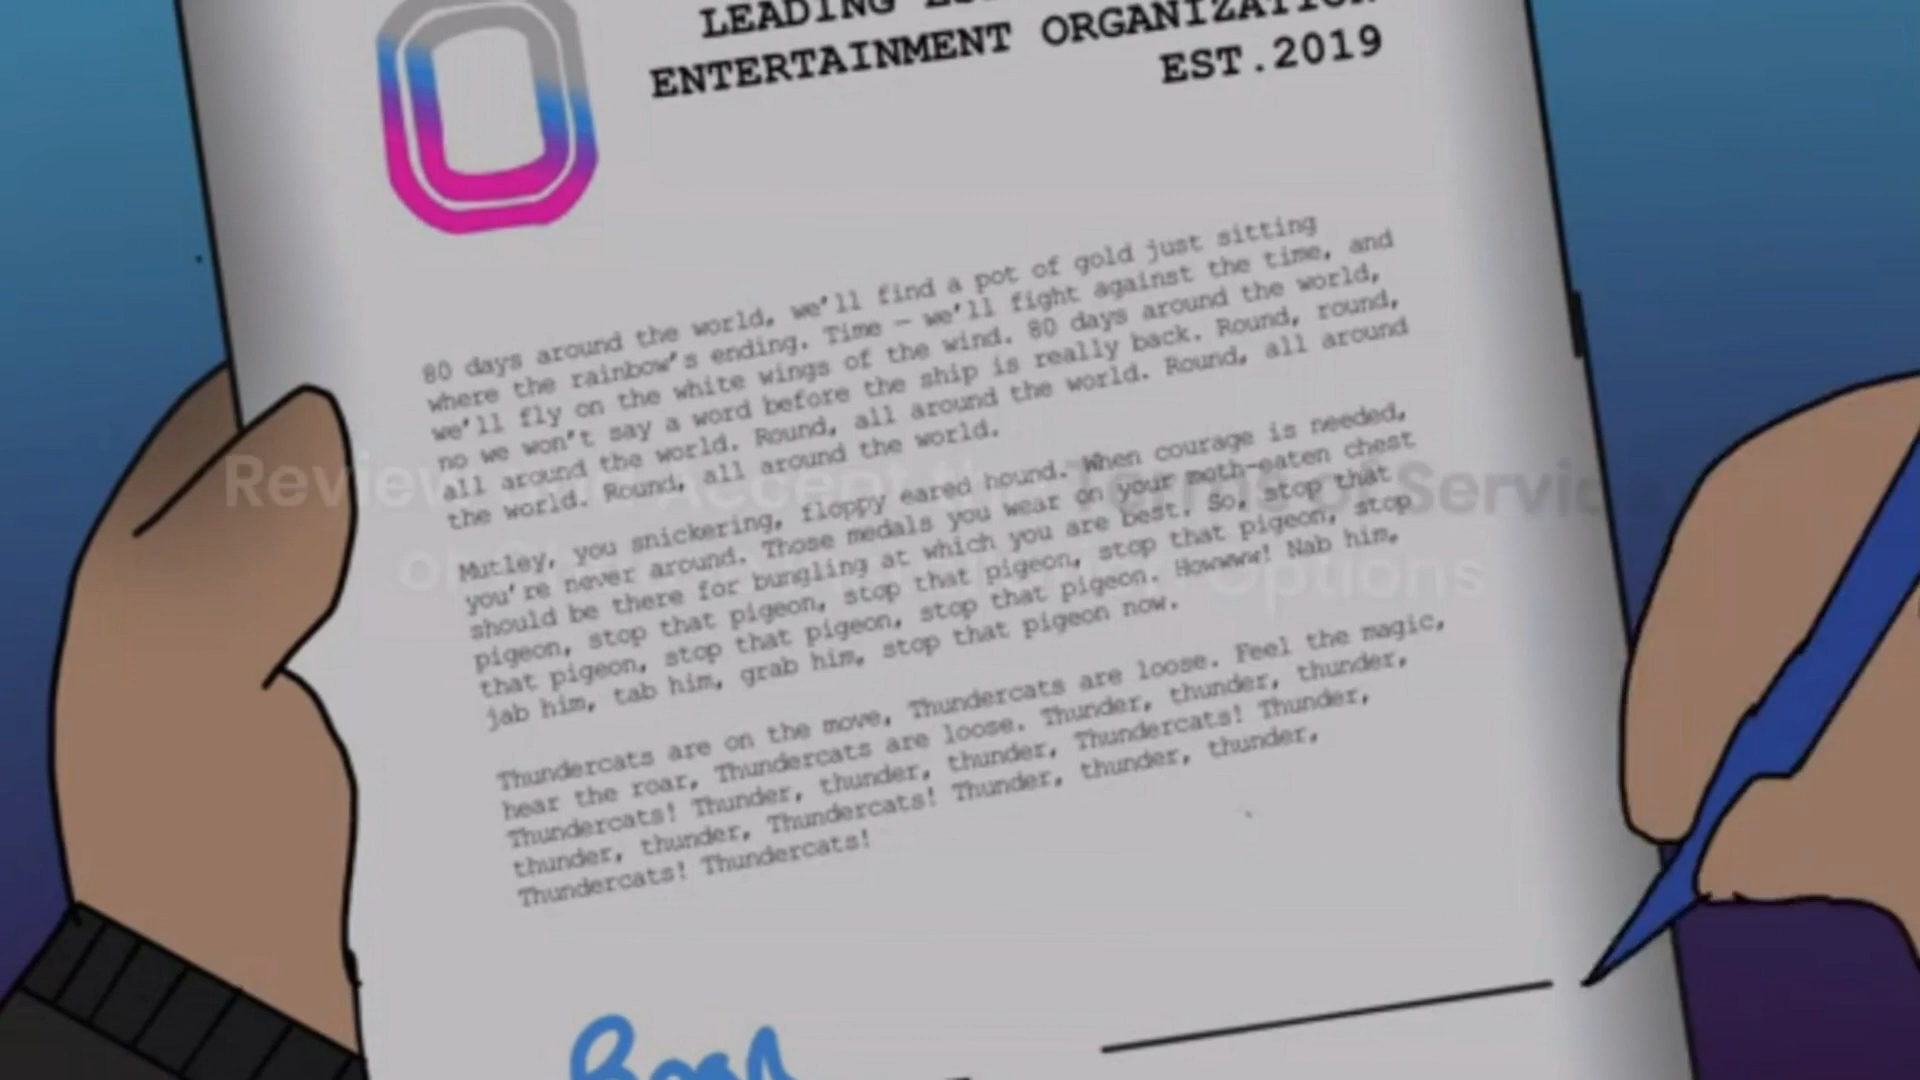 LEADING
ENTERTAINMENT ORGANIZATION
EST.2019
80 days around the world, we'll find a pot of gold just sitting
where the rainbow's ending. Time — we'll fight against the time, and
we'll fly on the white wings of the wind. 80 days around the world,
no we won't say a word before the ship is really back. Round, round,
all around the world. Round, all around the world. Round, all around
the world. Round, all around the world.
Mutley, you snickering, floppy eared hound. When courage is needed,
you're never around. Those medals you wear on your moth-eaten chest
should be there for bungling at which you are best. So, stop that
pigeon, stop that pigeon, stop that pigeon, stop that pigeon, stop
that pigeon, stop that pigeon, stop that pigeon. Howwww! Nab him,
jab him, tab him, grab him, stop that pigeon now.
Thundercats are on the move, Thundercats are loose. Feel the magic,
hear the roar, Thundercats are loose. Thunder, thunder, thunder,
Thundercats! Thunder, thunder, thunder, Thundercats! Thunder,
thunder, thunder, Thundercats! Thunder, thunder, thunder,
Thundercats! Thundercats!
Review Accept Terms of Service
Options